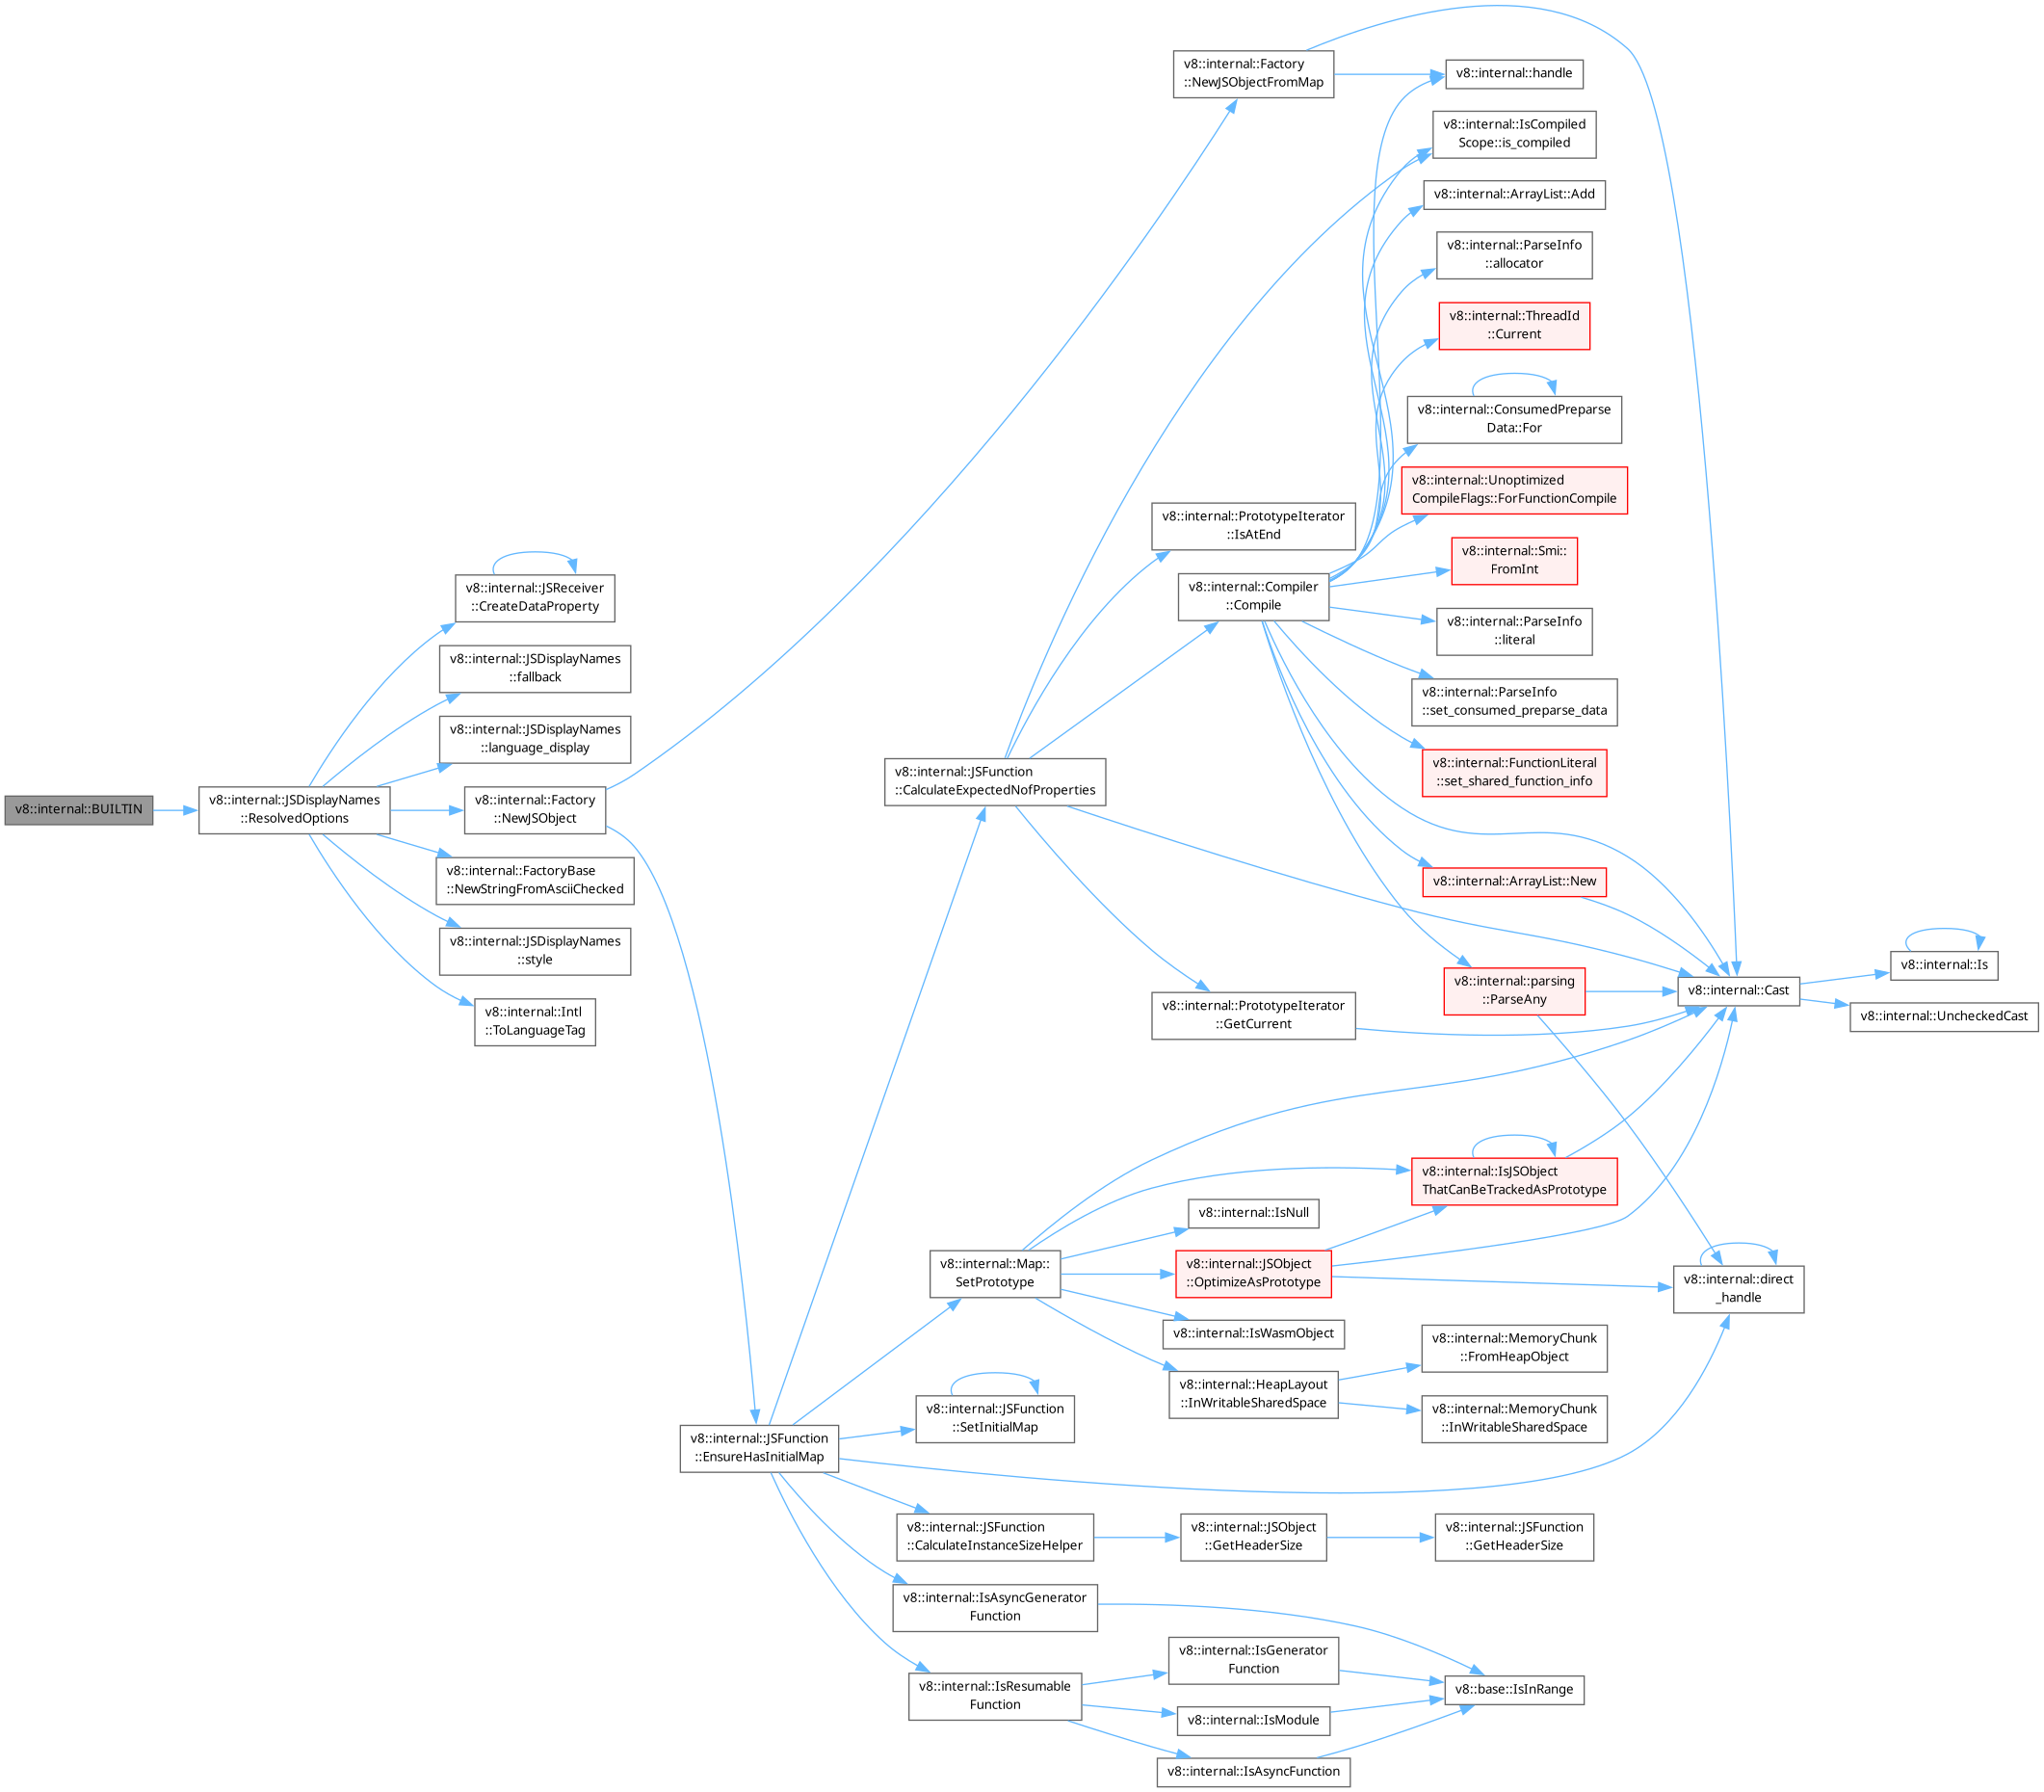 v8::internal::BUILTIN
v8::internal::JSDisplayNames
::ResolvedOptions
v8::internal::JSReceiver
::CreateDataProperty
v8::internal::JSDisplayNames
::fallback
v8::internal::JSDisplayNames
::language_display
v8::internal::Factory
::NewJSObject
v8::internal::FactoryBase
::NewStringFromAsciiChecked
v8::internal::JSDisplayNames
::style
v8::internal::Intl
::ToLanguageTag
v8::internal::JSFunction
::EnsureHasInitialMap
v8::internal::JSFunction
::CalculateExpectedNofProperties
v8::internal::Map::
SetPrototype
v8::internal::JSFunction
::SetInitialMap
v8::internal::JSFunction
::CalculateInstanceSizeHelper
v8::internal::IsAsyncGenerator
Function
v8::internal::IsResumable
Function
v8::internal::Factory
::NewJSObjectFromMap
v8::internal::PrototypeIterator
::IsAtEnd
v8::internal::Compiler
::Compile
v8::internal::PrototypeIterator
::GetCurrent
v8::internal::IsNull
v8::internal::JSObject
::OptimizeAsPrototype
v8::internal::IsWasmObject
v8::internal::HeapLayout
::InWritableSharedSpace
v8::internal::JSObject
::GetHeaderSize
v8::internal::IsGenerator
Function
v8::internal::IsModule
v8::internal::IsAsyncFunction
v8::internal::handle
v8::internal::IsCompiled
Scope::is_compiled
v8::internal::ArrayList::Add
v8::internal::ParseInfo
::allocator
v8::internal::ThreadId
::Current
v8::internal::ConsumedPreparse
Data::For
v8::internal::Unoptimized
CompileFlags::ForFunctionCompile
v8::internal::Smi::
FromInt
v8::internal::ParseInfo
::literal
v8::internal::ParseInfo
::set_consumed_preparse_data
v8::internal::FunctionLiteral
::set_shared_function_info
v8::internal::ArrayList::New
v8::internal::parsing
::ParseAny
v8::internal::IsJSObject
ThatCanBeTrackedAsPrototype
v8::internal::MemoryChunk
::FromHeapObject
v8::internal::MemoryChunk
::InWritableSharedSpace
v8::internal::JSFunction
::GetHeaderSize
v8::base::IsInRange
v8::internal::Cast
v8::internal::direct
_handle
v8::internal::Is
v8::internal::UncheckedCast